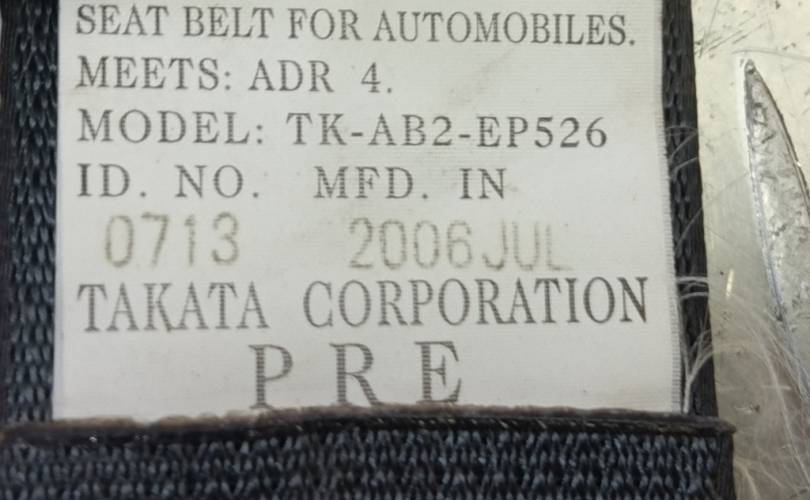 SEAT BELT FOR AUTOMOBILES.
MEETS: ADR 4.
MODEL: TK-AB2-EP526
ID. NO. MFD. IN
0713 2006JUL
TAKATA CORPORATION
PRE